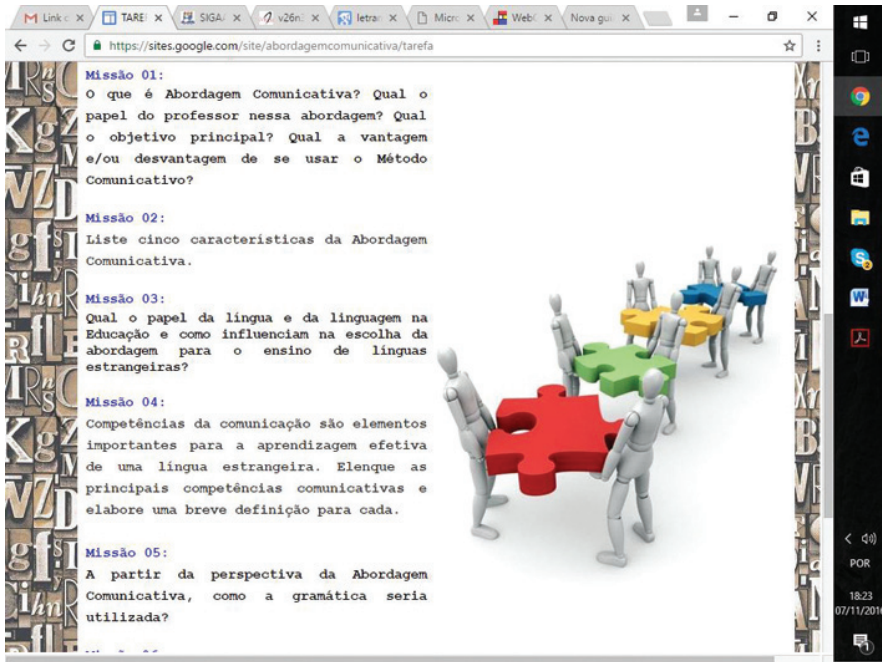 M Link c
TARE
SIGA
v26n
letra
Micro
Web
Nova gui
https://sites.google.com/site/abordagemcomunicativa/tarefa
Missão 01:
O que é Abordagem Comunicativa? Qual o
papel do professor nessa abordagem? Qual
o objetivo principal? Qual a vantagem
e/ou desvantagem de se usar o Método
Comunicativo?
Missão 02:
Liste cinco características da Abordagem
Comunicativa.
Missão 03:
Qual o papel da língua e da linguagem na
Educação e como influenciam na escolha da
abordagem para o ensino de línguas
estrangeiras?
Missão 04:
Competências da comunicação são elementos
importantes para a aprendizagem efetiva
de uma língua estrangeira. Elenque as
principais competências comunicativas e
elabore uma breve definição para cada.
Missão 05:
A partir da perspectiva da Abordagem
Comunicativa, como a gramática seria
utilizada?
POR
18:23
07/11/2016